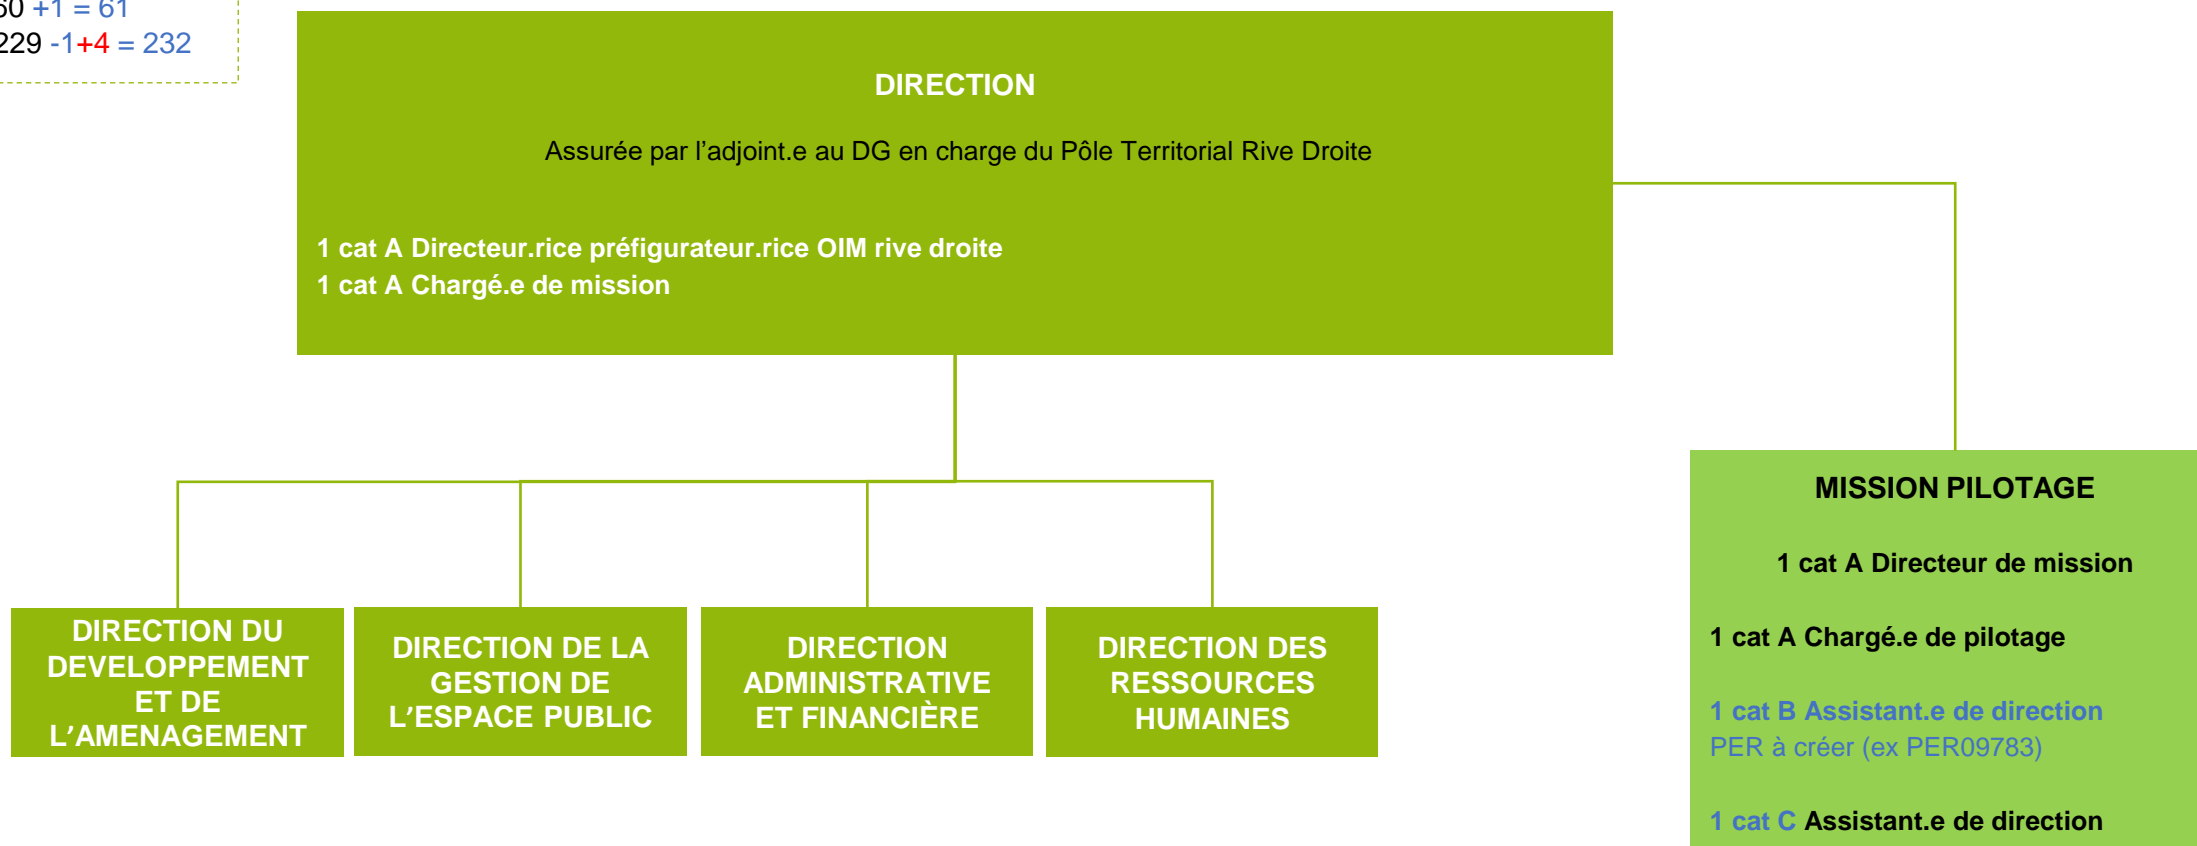 60 +1 = 61
229 -1+4 = 232
DIRECTION
Assurée par l’adjoint.e au DG en charge du Pôle Territorial Rive Droite
1 cat A Directeur.rice préfigurateur.rice OIM rive droite
1 cat A Chargé.e de mission
DIRECTION DU
DEVELOPPEMENT
ET DE
L’AMENAGEMENT
DIRECTION DE LA
GESTION DE
L’ESPACE PUBLIC
DIRECTION
ADMINISTRATIVE
ET FINANCIÈRE
DIRECTION DES
RESSOURCES
HUMAINES
MISSION PILOTAGE
1 cat A Directeur de mission
1 cat A Chargé.e de pilotage
1 cat B Assistant.e de direction
PER à créer (ex PER09783)
1 cat C Assistant.e de direction